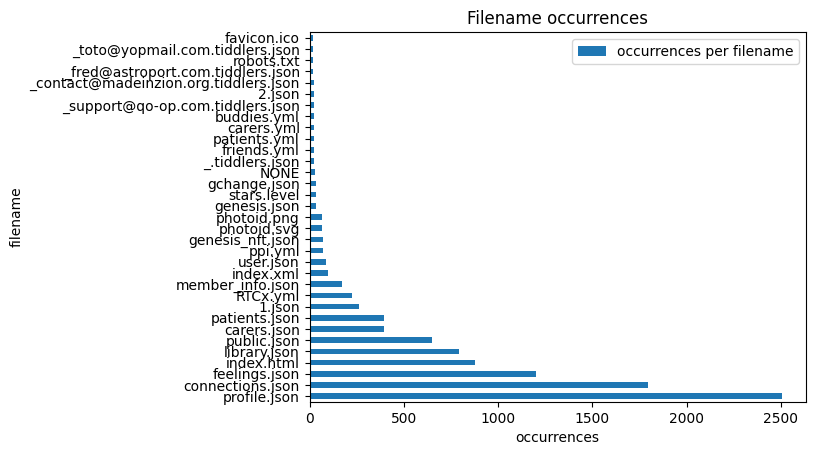 Filename occurrences
occurrences per filename
filename
favicon.ico
_toto@yopmail.com.tiddlers.json
robots.txt
_fred@astroport.com.tiddlers.json
_contact@madeinzion.org.tiddlers.json
2.json
_support@qo-op.com.tiddlers.json
buddies.yml
carers.yml
patients.yml
friends.yml
_.tiddlers.json
NONE
gchange.json
stars.level
genesis.json
photoid.png
photoid.svg
genesis_nft.json
ppi.yml
user.json
index.xml
member_info.json
RTCx.yml
1.json
patients.json
carers.json
public.json
library.json
index.html
feelings.json
connections.json
profile.json
0 500 1000 1500 2000 2500
occurrences